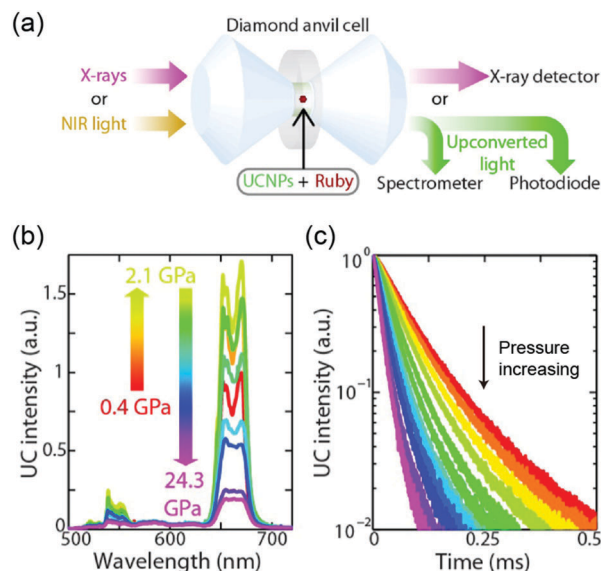 (a)
Diamond anvil cell
X-rays
or
NIR light
X-ray detector
or
Upconverted
light
UCNPs + Ruby
Spectrometer
Photodiode
(b)
2.1 GPa
0.4 GPa
24.3
GPa
UC intensity (a.u.)
1.5
1
0.5
0
500
600
700
Wavelength (nm)
(c)
Pressure
increasing
UC intensity (a.u.)
10⁰
10⁻¹
10⁻²
0
0.25
0.5
Time (ms)